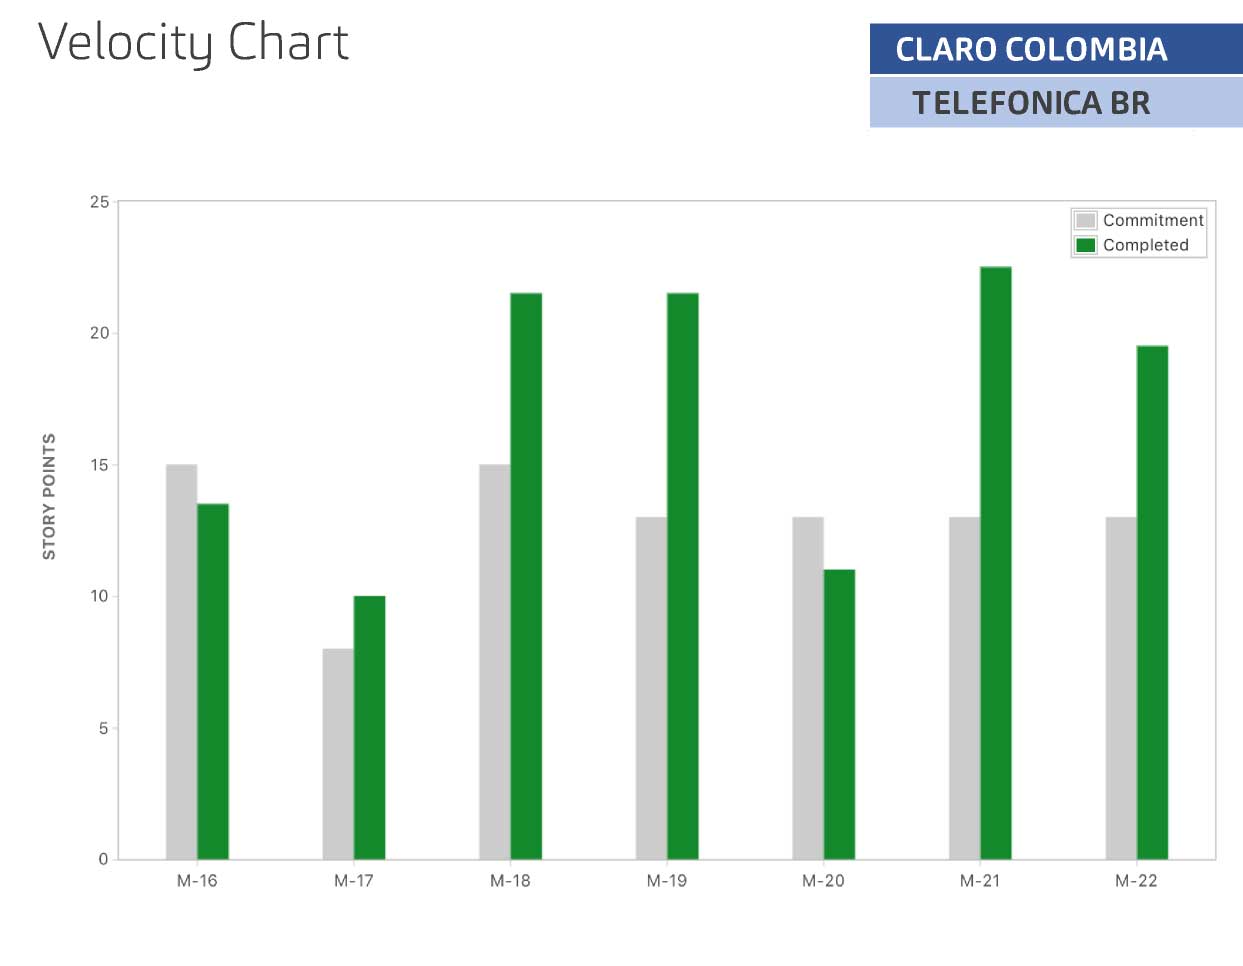 Velocity Chart
CLARO COLOMBIA
TELEFONICA BR
25
Commitment
Completed
20
15
STORY POINTS
10
5
0
M-16 M-17 M-18 M-19 M-20 M-21 M-22